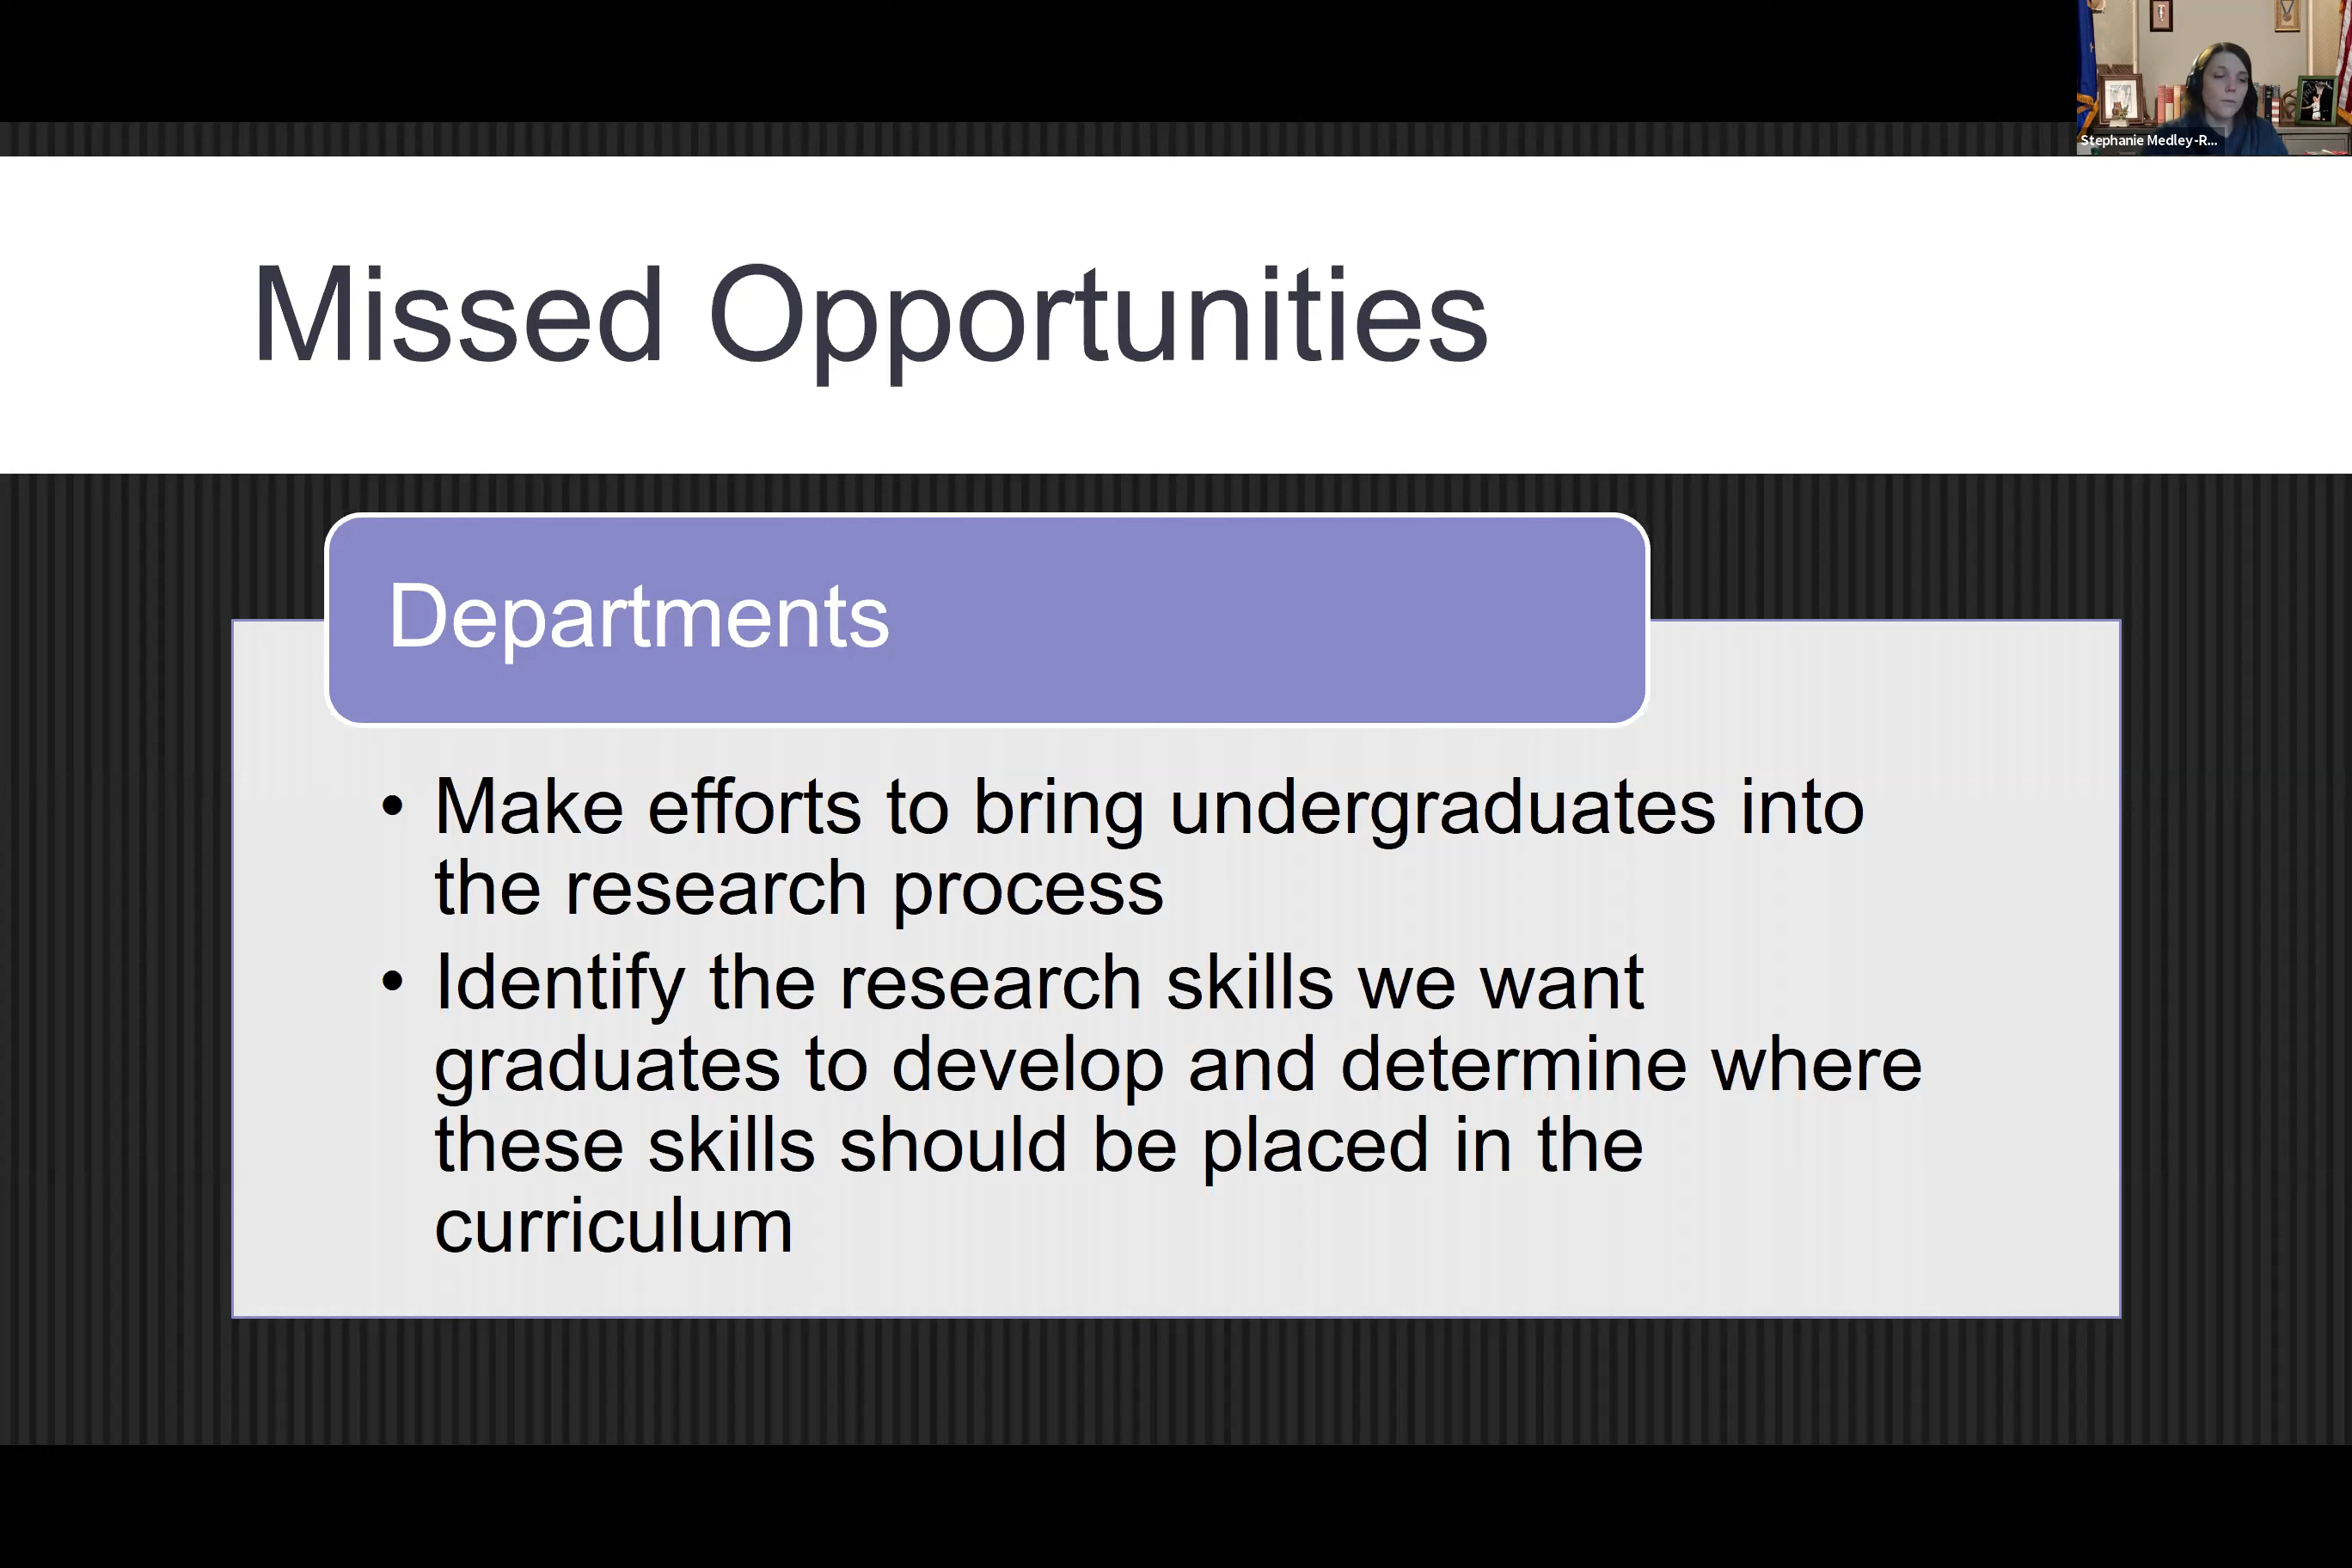 Stephanie Medley-R...
Missed Opportunities
Departments
• Make efforts to bring undergraduates into
the research process
• Identify the research skills we want
graduates to develop and determine where
these skills should be placed in the
curriculum